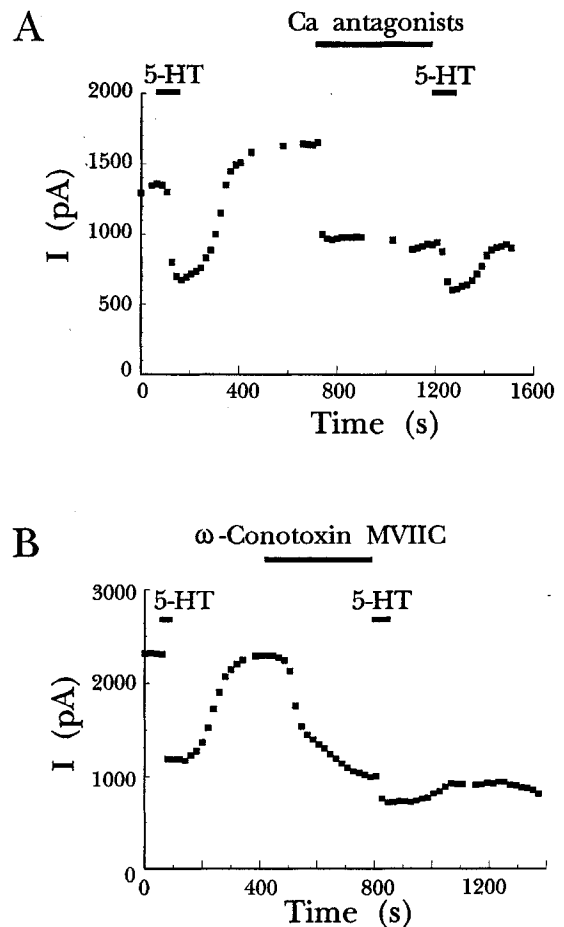 A
Ca antagonists
5-HT 5-HT
2000
1500
1000
500
0
I (pA)
0 400 800 1200 1600
Time (s)
B
ω-Conotoxin MVIIC
5-HT 5-HT
3000
2000
1000
0
I (pA)
0 400 800 1200
Time (s)